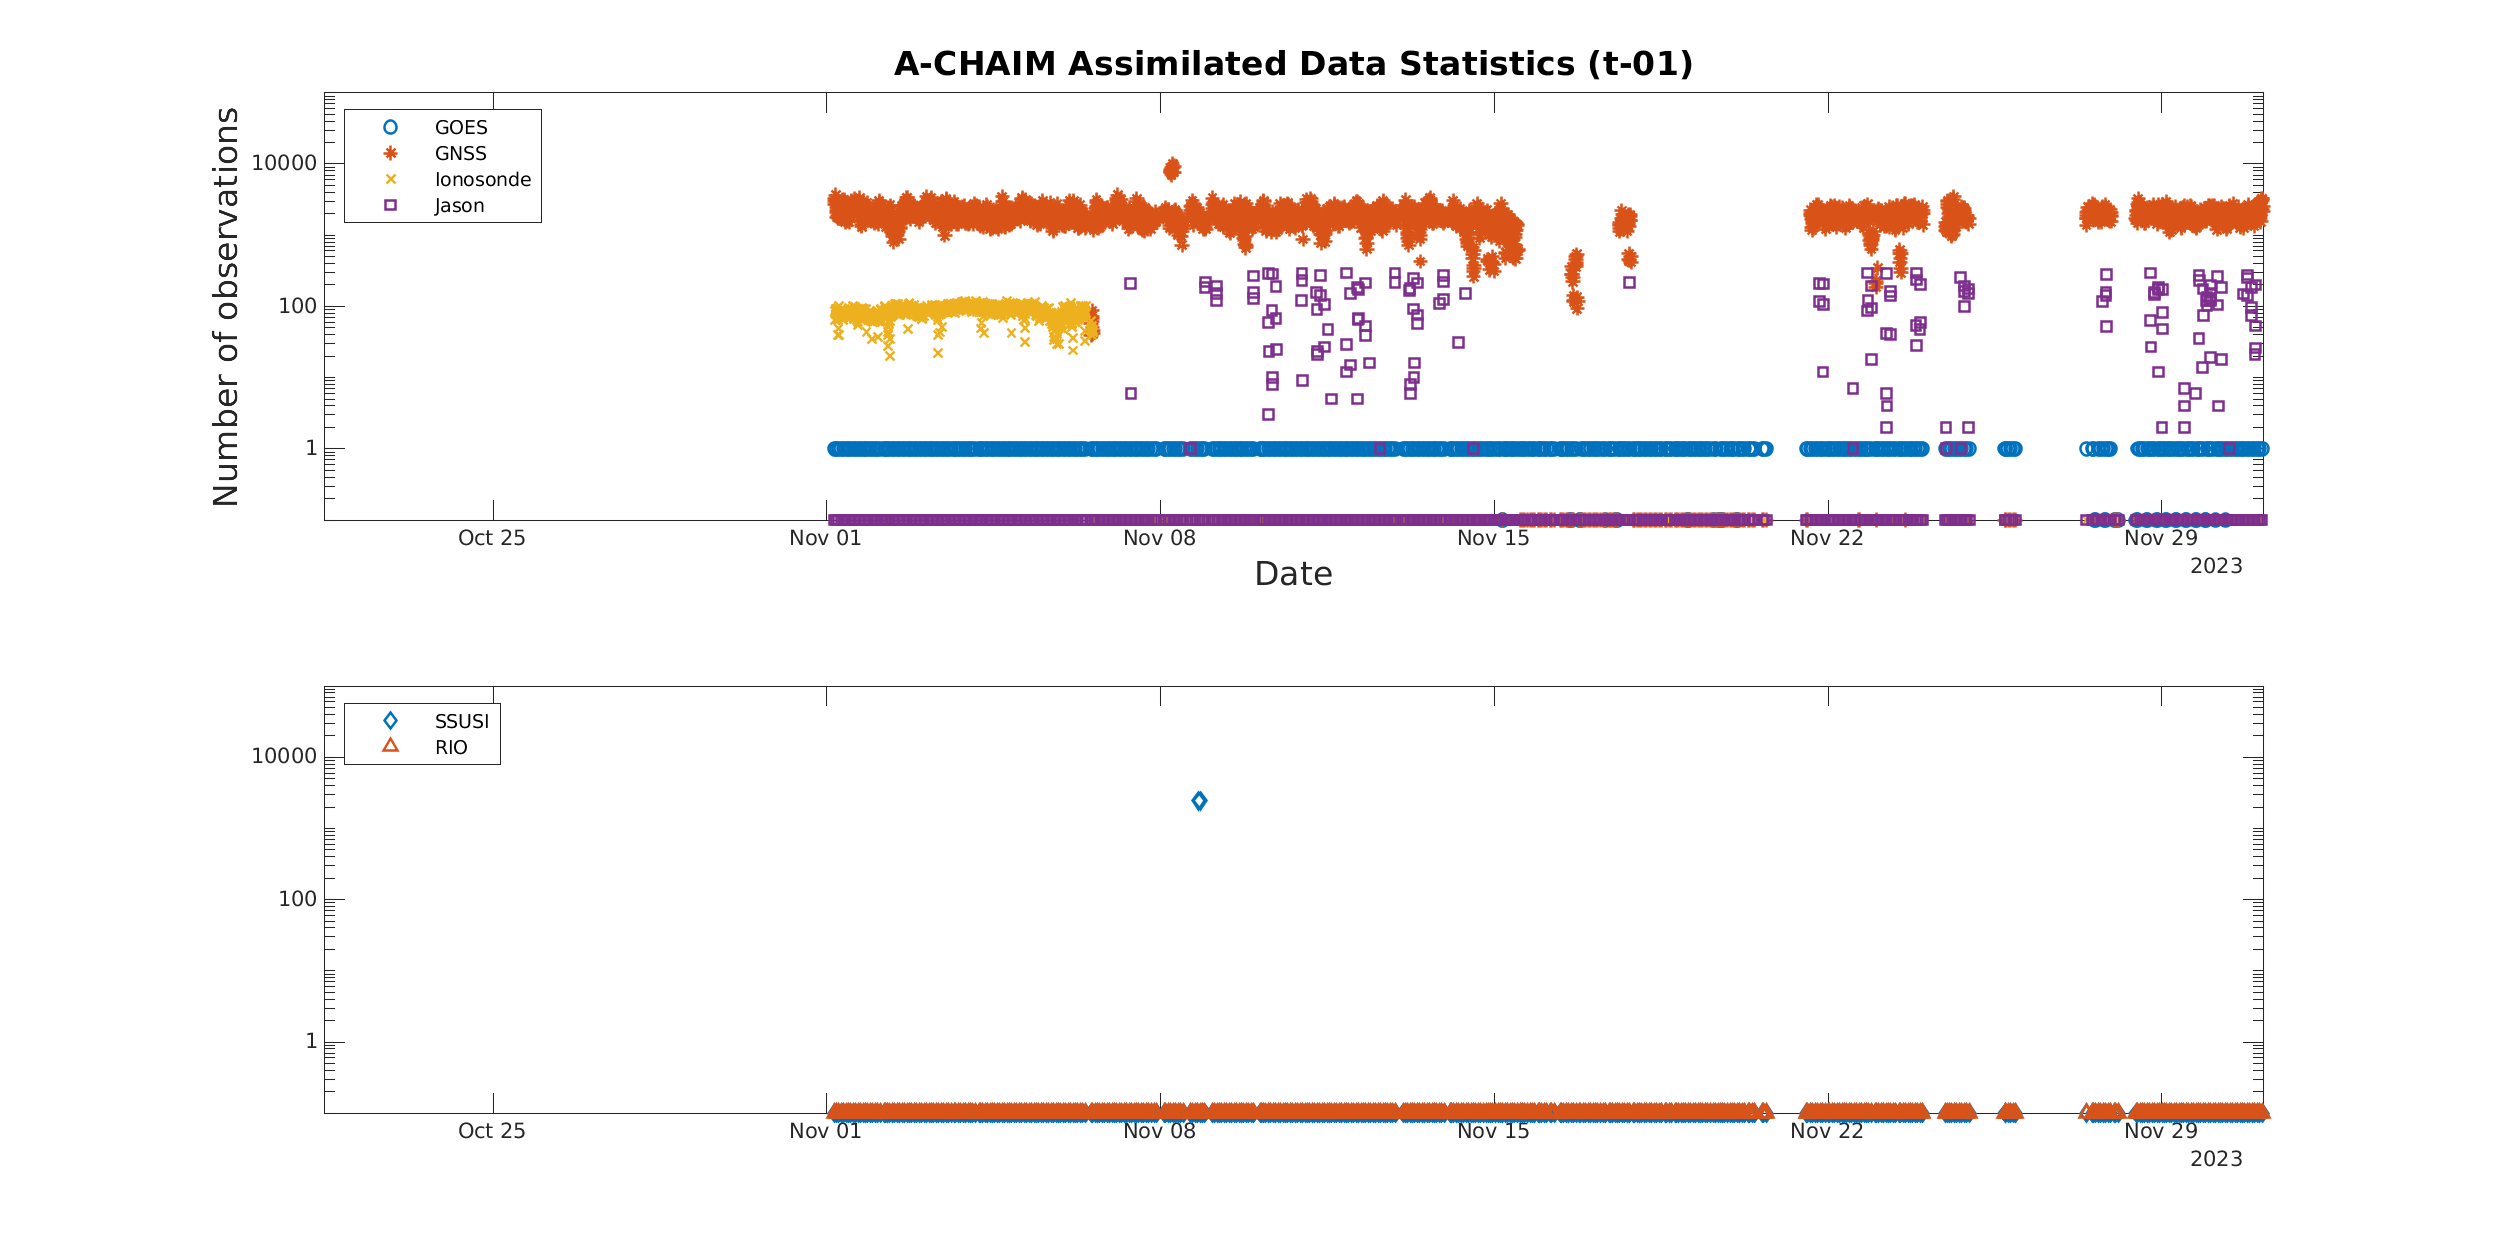 A-CHAIM Assimilated Data Statistics (t-01)
Number of observations
10000
100
1
GOES
GNSS
Ionosonde
Jason
Oct 25
Nov 01
Nov 08
Nov 15
Nov 22
Nov 29
2023
Date
10000
100
1
SSUSI
RIO
Oct 25
Nov 01
Nov 08
Nov 15
Nov 22
Nov 29
2023